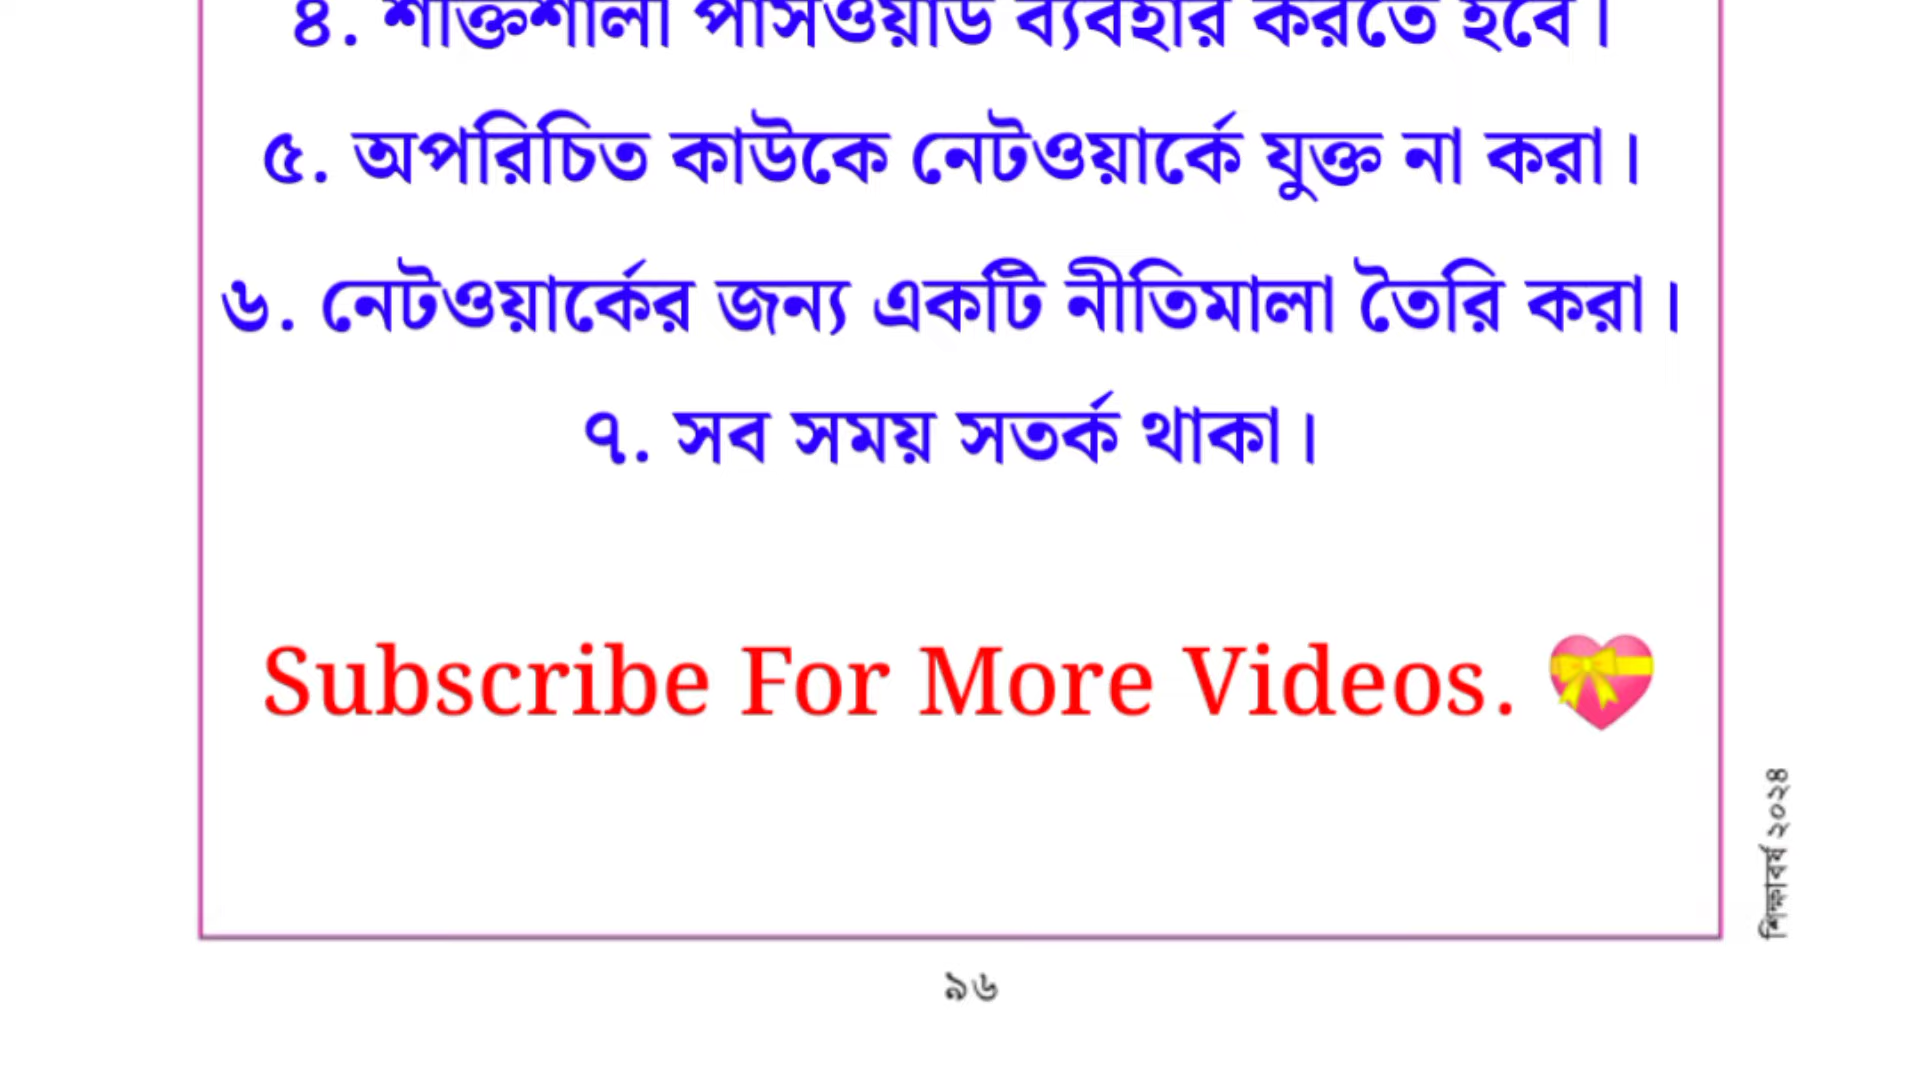 ৪. শক্তিশালী পাসওয়ার্ড ব্যবহার করতে হবে।
৫. অপরিচিত কাউকে নেটওয়ার্কে যুক্ত না করা।
৬. নেটওয়ার্কের জন্য একটি নীতিমালা তৈরি করা।
৭. সব সময় সতর্ক থাকা।
Subscribe For More Videos. 💝
শিক্ষাবর্ষ ২০২৪
৯৬